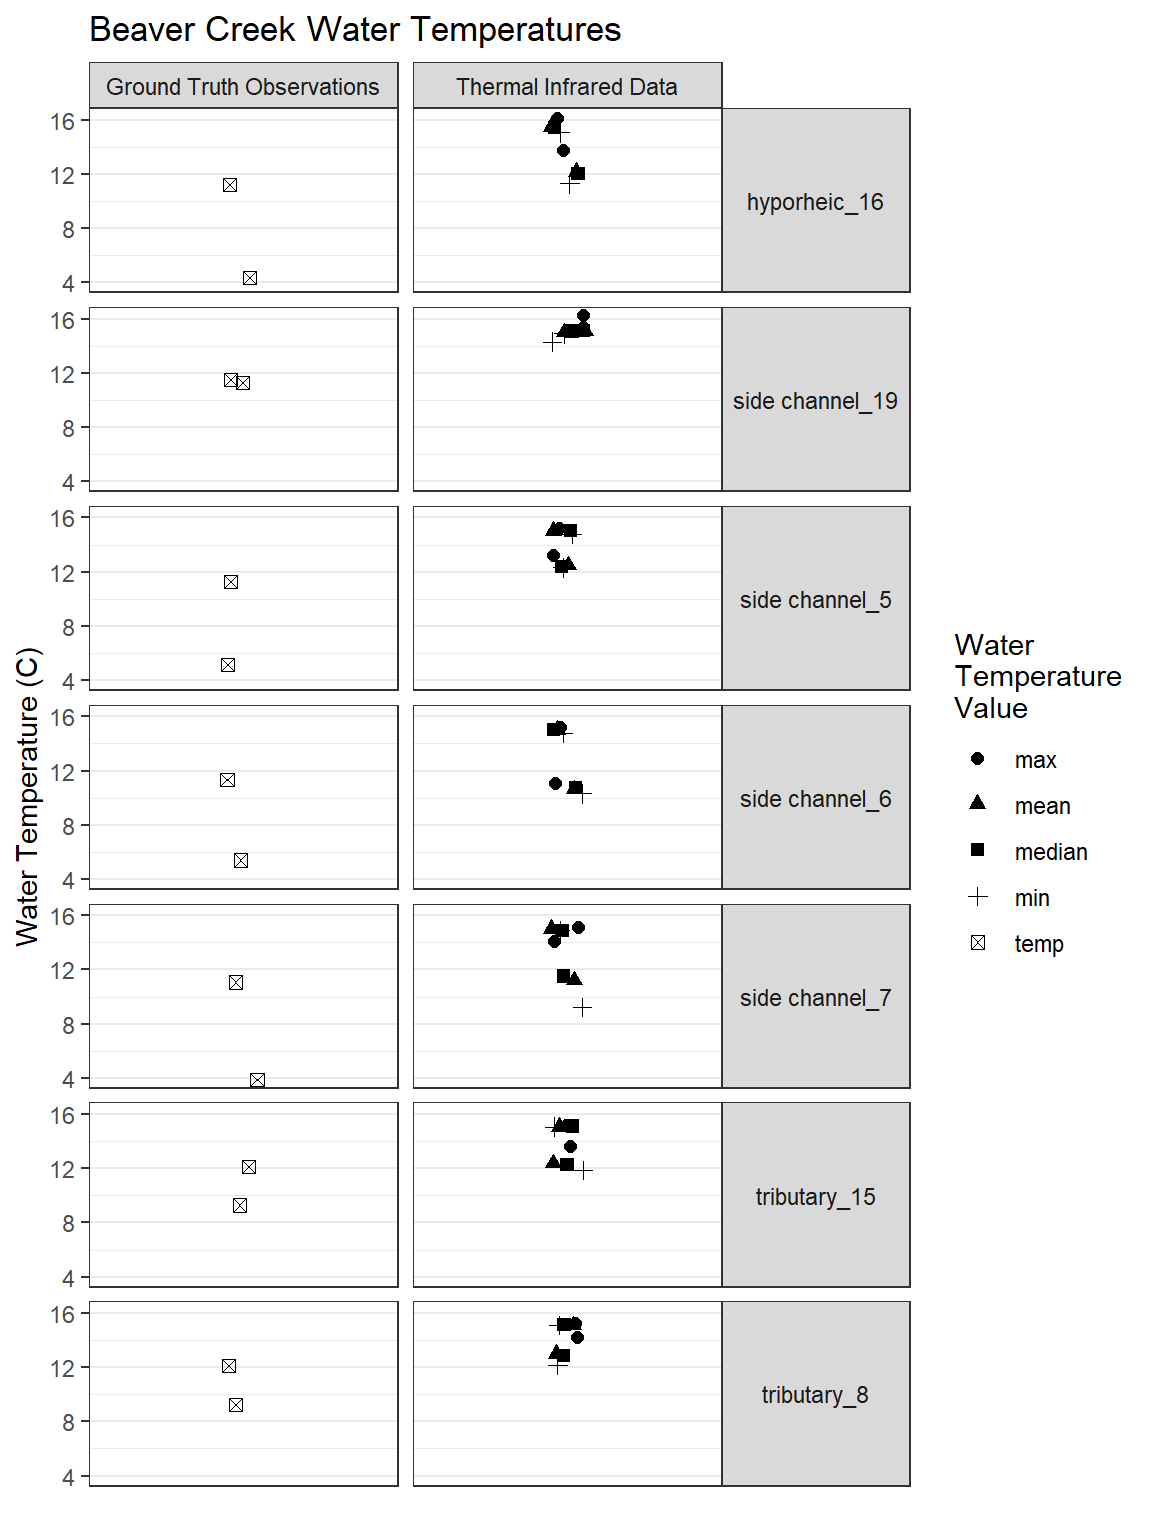 Beaver Creek Water Temperatures
Ground Truth Observations
Thermal Infrared Data
16
12
8
4
hyporheic_16
16
12
8
4
side channel_19
16
12
8
4
side channel_5
16
12
8
4
side channel_6
16
12
8
4
side channel_7
16
12
8
4
tributary_15
16
12
8
4
tributary_8
Water Temperature (C)
Water
Temperature
Value
max
mean
median
min
temp